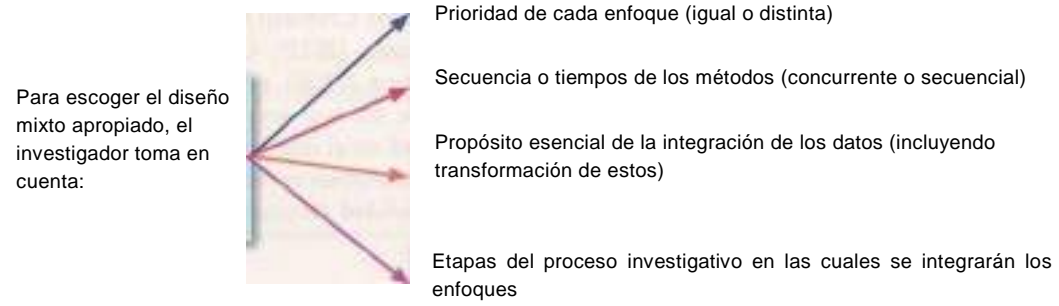 Para escoger el diseño
mixto apropiado, el
investigador toma en
cuenta:
Prioridad de cada enfoque (igual o distinta)
Secuencia o tiempos de los métodos (concurrente o secuencial)
Propósito esencial de la integración de los datos (incluyendo
transformación de estos)
Etapas del proceso investigativo en las cuales se integrarán los
enfoques